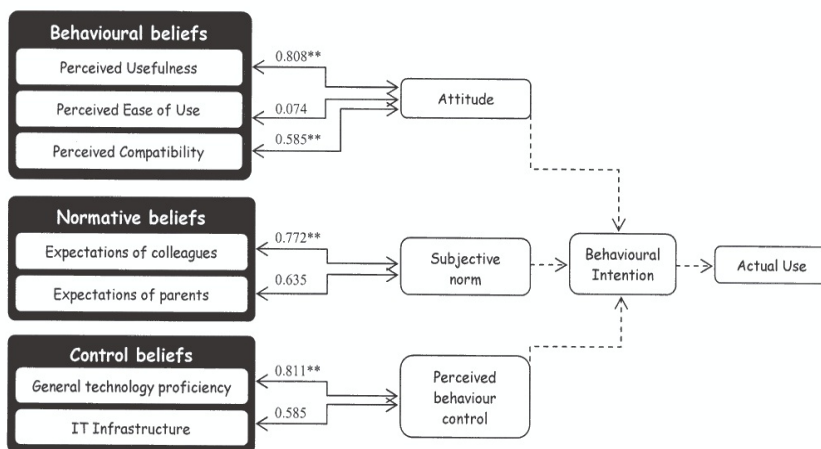 Behavioural beliefs
Perceived Usefulness
0.808**
Perceived Ease of Use
0.074
Perceived Compatibility
0.585**
Attitude
Normative beliefs
Expectations of colleagues
0.772**
Expectations of parents
0.635
Subjective
norm
Behavioural
Intention
Actual Use
Control beliefs
General technology proficiency
0.811**
IT Infrastructure
0.585
Perceived
behaviour
control